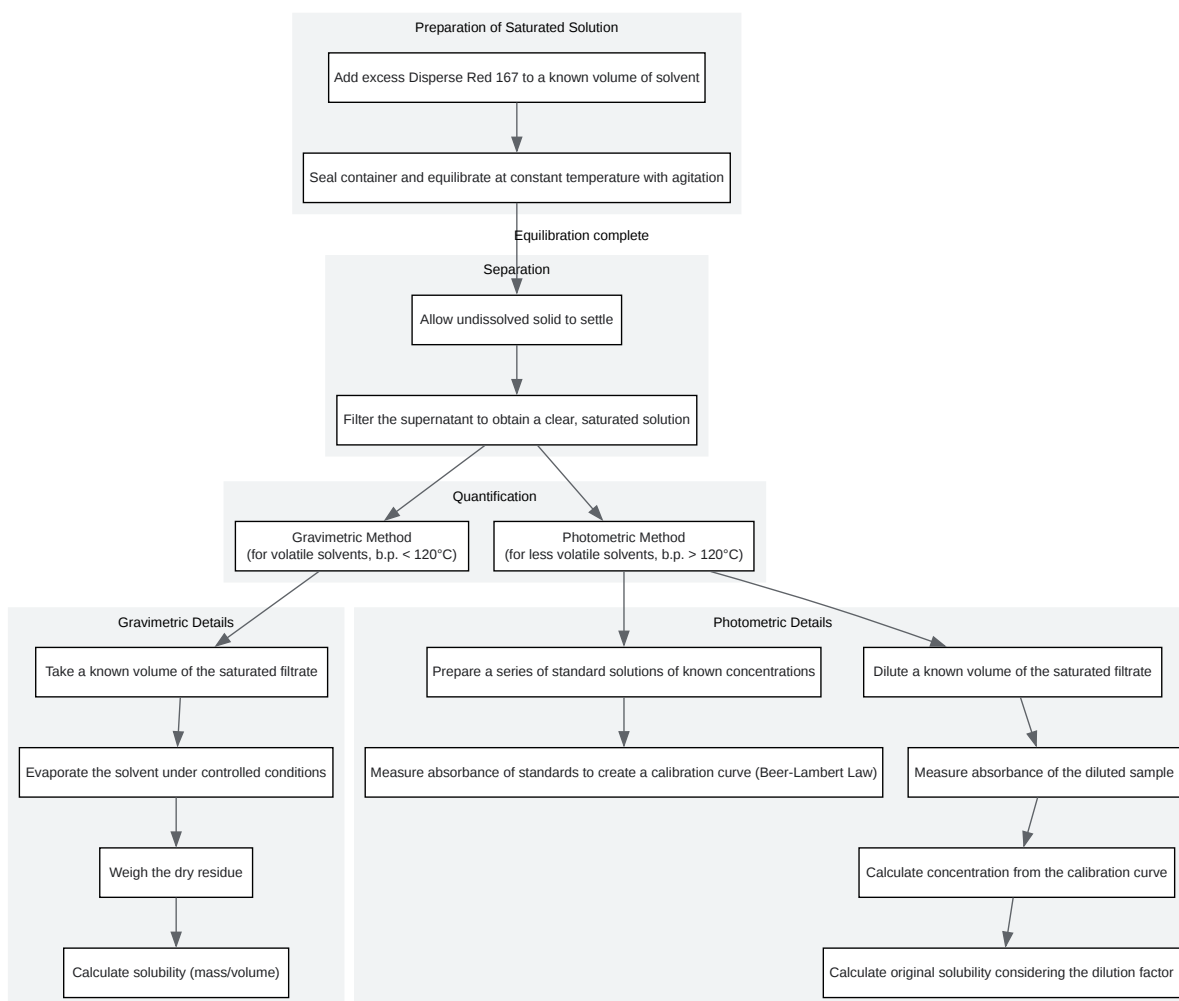 Preparation of Saturated Solution
Add excess Disperse Red 167 to a known volume of solvent
Seal container and equilibrate at constant temperature with agitation
Equilibration complete
Separation
Allow undissolved solid to settle
Filter the supernatant to obtain a clear, saturated solution
Quantification
Gravimetric Method
(for volatile solvents, b.p. < 120°C)
Photometric Method
(for less volatile solvents, b.p. > 120°C)
Gravimetric Details
Take a known volume of the saturated filtrate
Evaporate the solvent under controlled conditions
Weigh the dry residue
Calculate solubility (mass/volume)
Photometric Details
Prepare a series of standard solutions of known concentrations
Measure absorbance of standards to create a calibration curve (Beer-Lambert Law)
Dilute a known volume of the saturated filtrate
Measure absorbance of the diluted sample
Calculate concentration from the calibration curve
Calculate original solubility considering the dilution factor